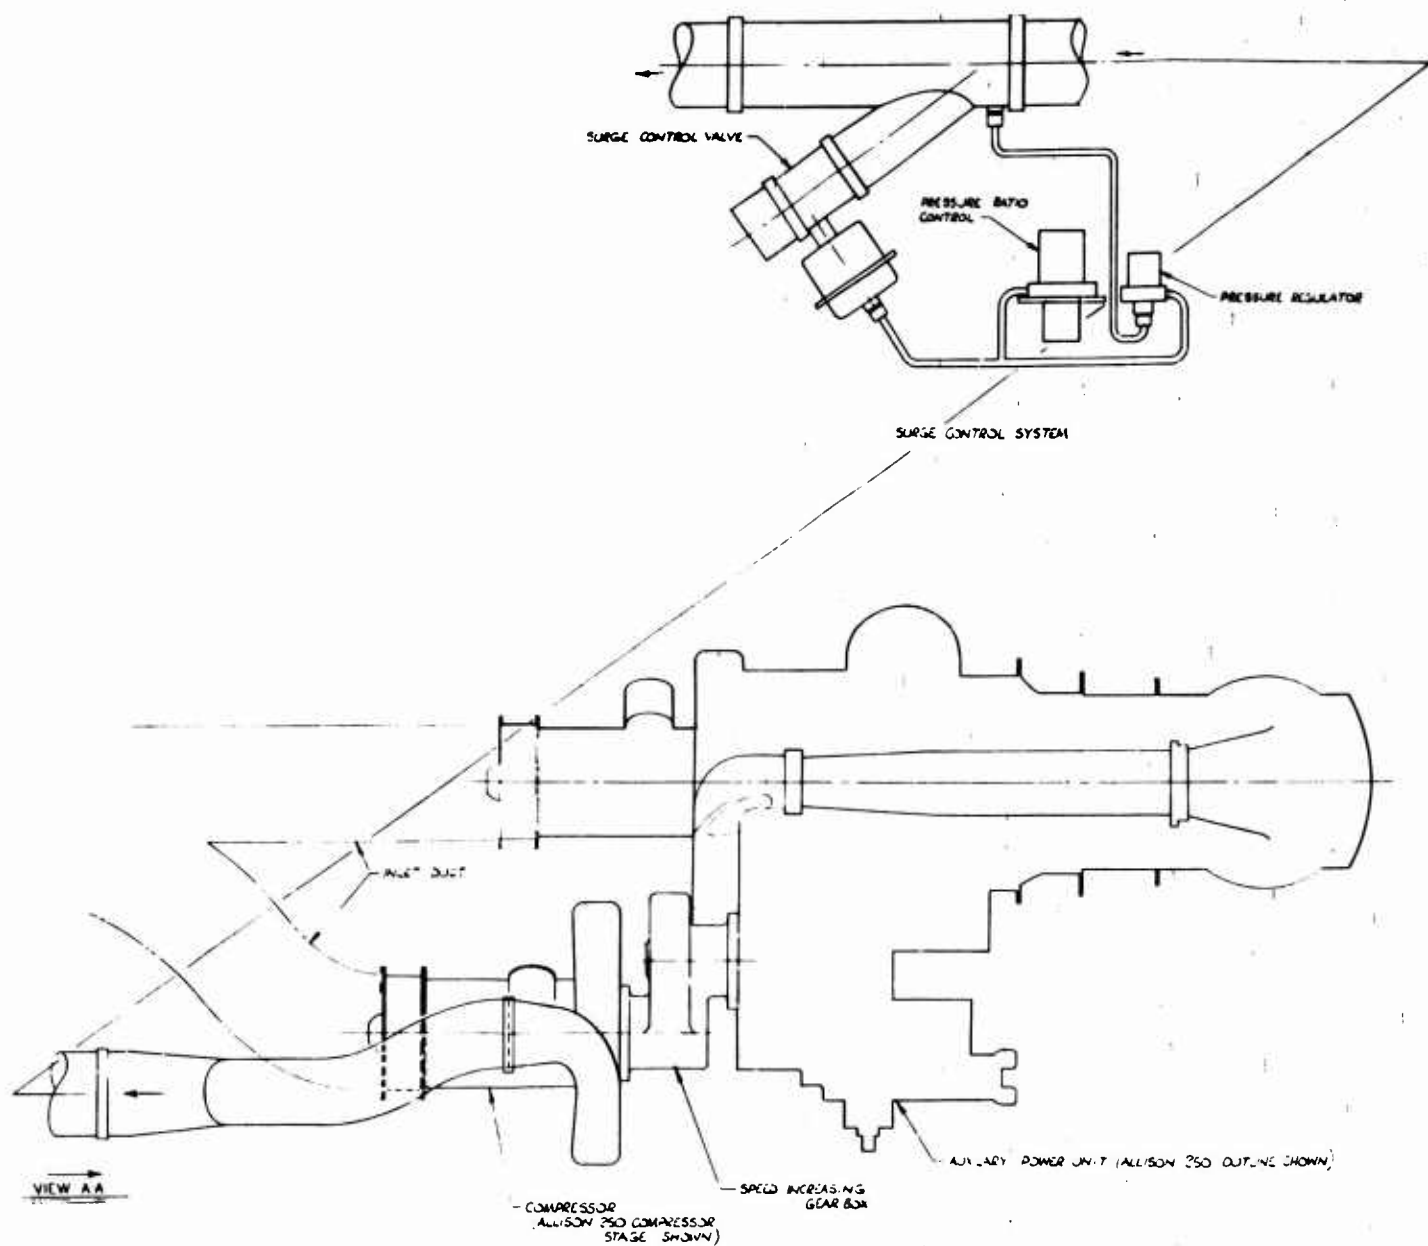 SURGE CONTROL VALVE
PRESSURE RATIO
CONTROL
PRESSURE REGULATOR
SURGE CONTROL SYSTEM
INLET DUCT
AUXILARY POWER UNIT (ALLISON 250 OUTLINE SHOWN)
SPEED INCREASING
GEAR BOX
VIEW A-A
COMPRESSOR
(ALLISON 250 COMPRESSOR
STAGE SHOWN)